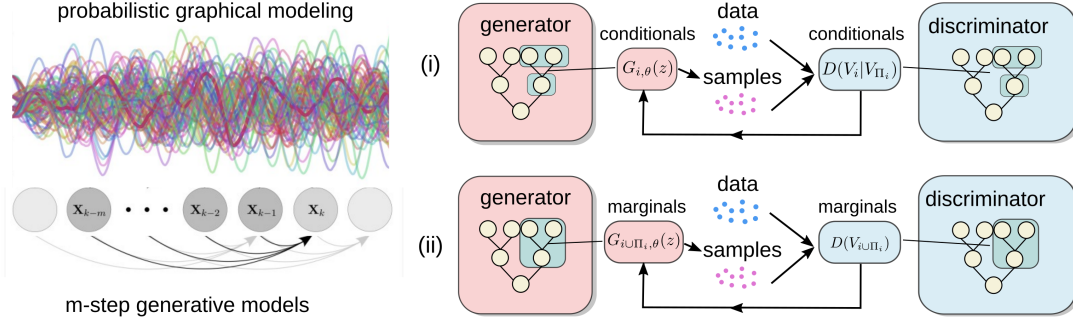 probabilistic graphical modeling
X_{k-m} X_{k-2} X_{k-1} X_k
m-step generative models
(i)
generator
conditionals
G_{i,θ}(z)
data
samples
conditionals
D(V_i|V_{Π_i})
discriminator
(ii)
generator
marginals
G_{i∪Π_i,θ}(z)
data
samples
marginals
D(V_{i∪Π_i})
discriminator